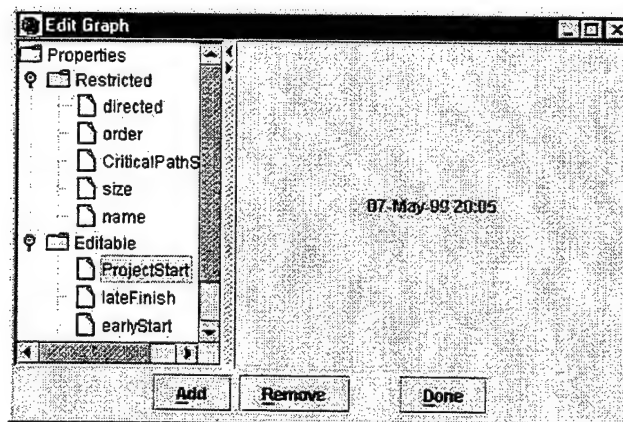 Edit Graph
Properties
Restricted
directed
order
CriticalPathS
size
name
Editable
ProjectStart
lateFinish
earlyStart
07-May-99 20:05
Add Remove Done